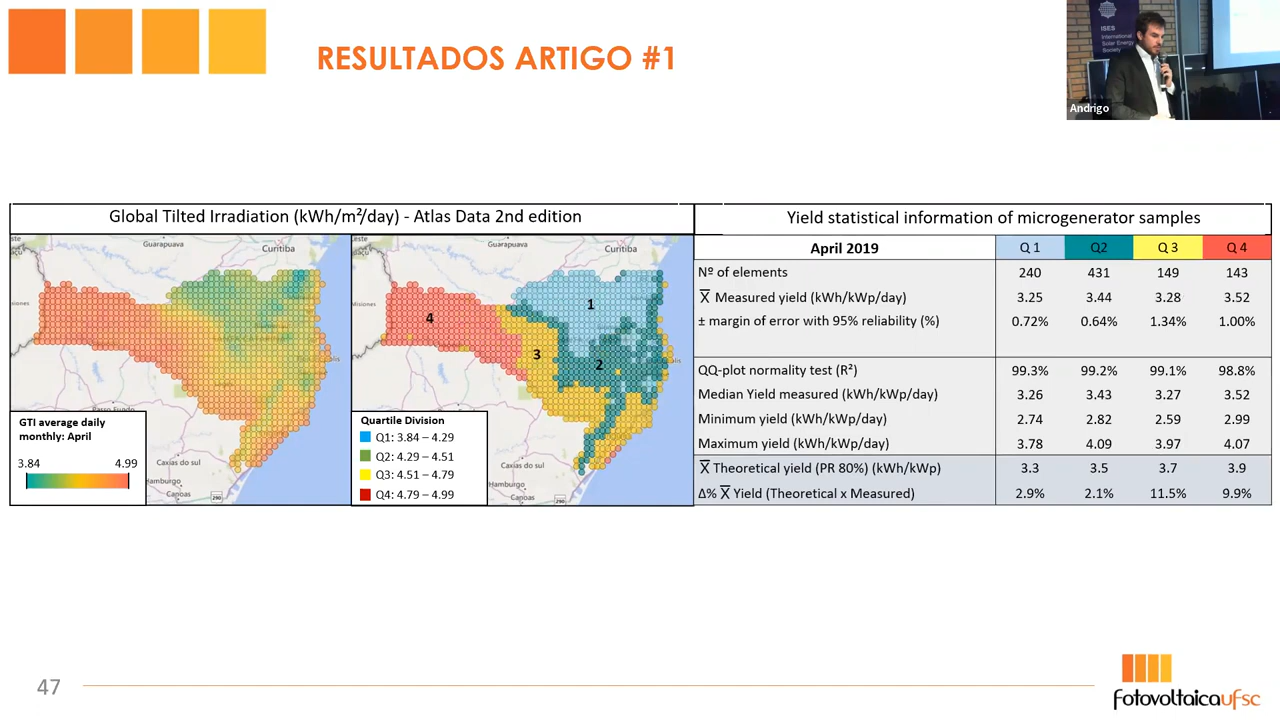 RESULTADOS ARTIGO #1
ISES
International
Solar Energy
Society
Andrigo
Global Tilted Irradiation (kWh/m²/day) - Atlas Data 2nd edition
Guarapuava
Curitiba
Caxias do sul
Hamburgo
Canoas
290
GTI average daily
monthly: April
3.84 4.99
Guarapuava
Curitiba
Misiones
1
4
3
2
Caxias do sul
Hamburgo
Canoas
290
Quartile Division
Q1: 3.84 – 4.29
Q2: 4.29 – 4.51
Q3: 4.51 – 4.79
Q4: 4.79 – 4.99
Yield statistical information of microgenerator samples
April 2019 Q 1 Q2 Q 3 Q 4
Nº of elements 240 431 149 143
X̅ Measured yield (kWh/kWp/day) 3.25 3.44 3.28 3.52
± margin of error with 95% reliability (%) 0.72% 0.64% 1.34% 1.00%
QQ-plot normality test (R²) 99.3% 99.2% 99.1% 98.8%
Median Yield measured (kWh/kWp/day) 3.26 3.43 3.27 3.52
Minimum yield (kWh/kWp/day) 2.74 2.82 2.59 2.99
Maximum yield (kWh/kWp/day) 3.78 4.09 3.97 4.07
X̅ Theoretical yield (PR 80%) (kWh/kWp) 3.3 3.5 3.7 3.9
Δ% X̅ Yield (Theoretical x Measured) 2.9% 2.1% 11.5% 9.9%
47
fotovoltaicaufsc